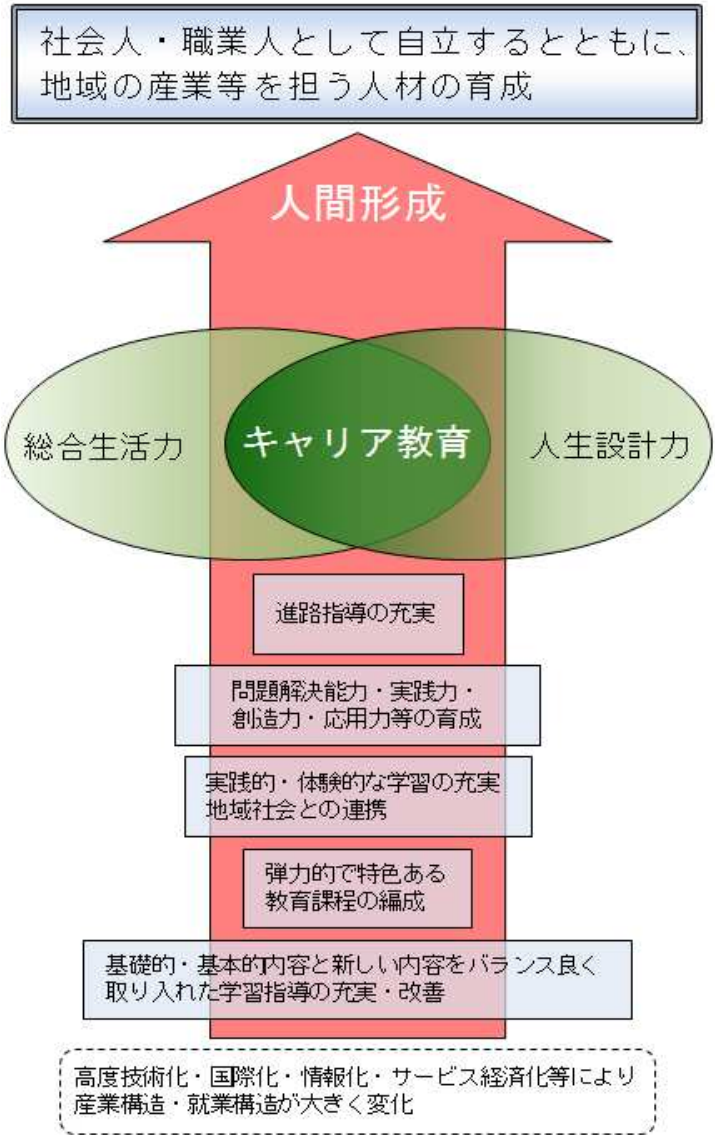 社会人・職業人として自立するとともに、
地域の産業等を担う人材の育成
人間形成
総合生活力
キャリア教育
人生設計力
進路指導の充実
問題解決能力・実践力・
創造力・応用力等の育成
実践的・体験的な学習の充実
地域社会との連携
弾力的で特色ある
教育課程の編成
基礎的・基本的内容と新しい内容をバランス良く
取り入れた学習指導の充実・改善
高度技術化・国際化・情報化・サービス経済化等により
産業構造・就業構造が大きく変化